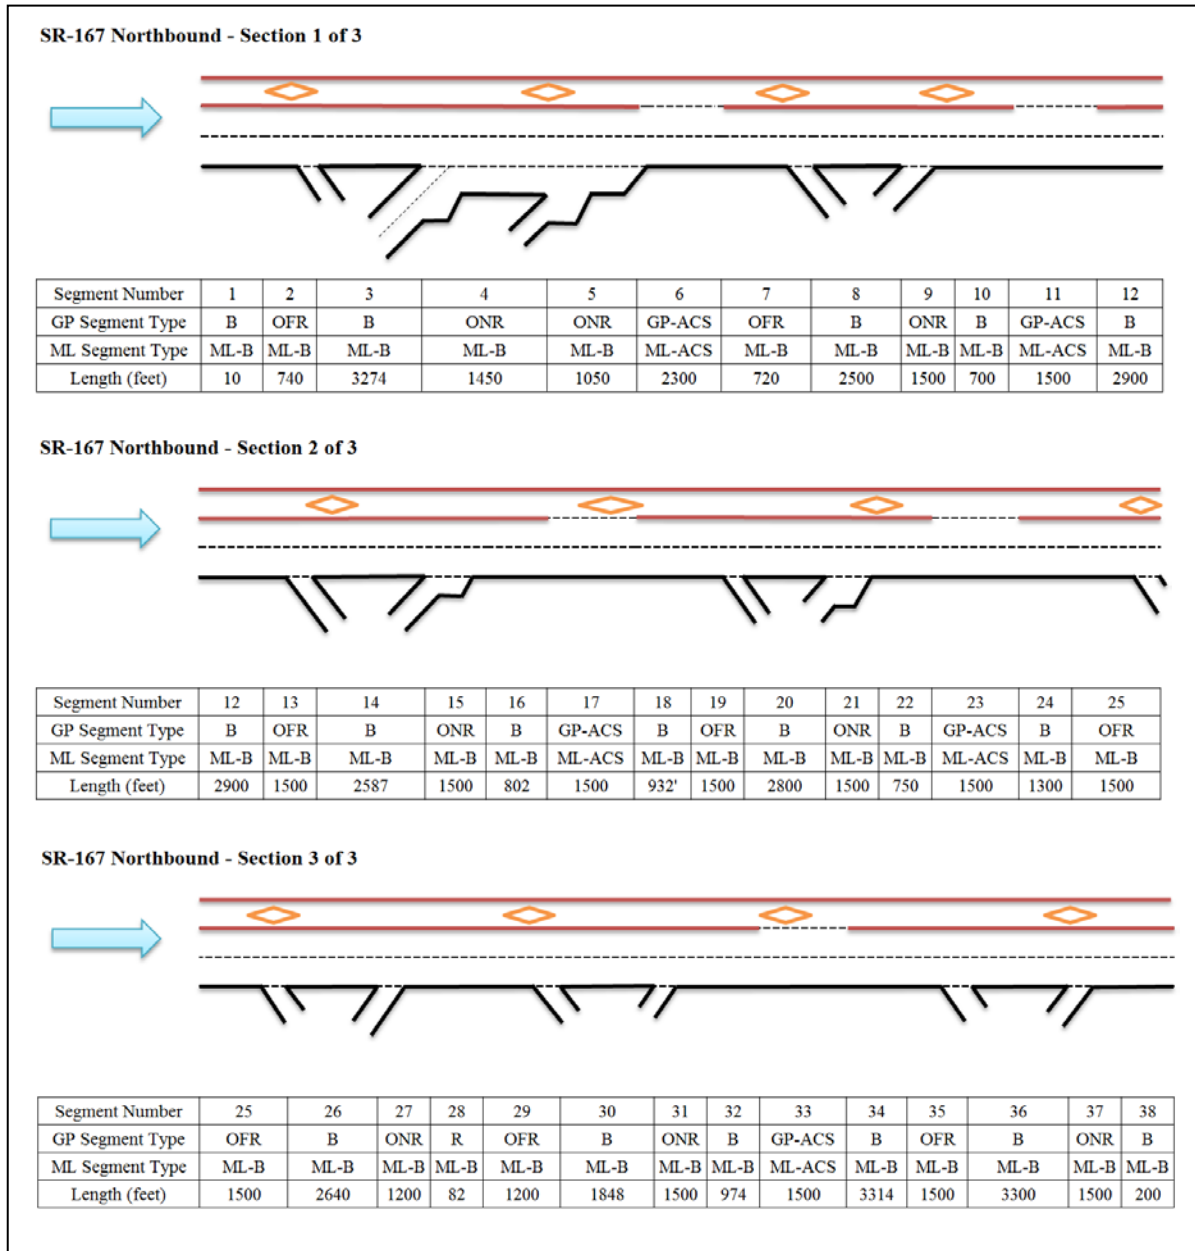 SR-167 Northbound - Section 1 of 3
Segment Number 1 2 3 4 5 6 7 8 9 10 11 12
GP Segment Type B OFR B ONR ONR GP-ACS OFR B ONR B GP-ACS B
ML Segment Type ML-B ML-B ML-B ML-B ML-B ML-ACS ML-B ML-B ML-B ML-B ML-ACS ML-B
Length (feet) 10 740 3274 1450 1050 2300 720 2500 1500 700 1500 2900
SR-167 Northbound - Section 2 of 3
Segment Number 12 13 14 15 16 17 18 19 20 21 22 23 24 25
GP Segment Type B OFR B ONR B GP-ACS B OFR B ONR B GP-ACS B OFR
ML Segment Type ML-B ML-B ML-B ML-B ML-B ML-ACS ML-B ML-B ML-B ML-B ML-B ML-ACS ML-B ML-B
Length (feet) 2900 1500 2587 1500 802 1500 932' 1500 2800 1500 750 1500 1300 1500
SR-167 Northbound - Section 3 of 3
Segment Number 25 26 27 28 29 30 31 32 33 34 35 36 37 38
GP Segment Type OFR B ONR R OFR B ONR B GP-ACS B OFR B ONR B
ML Segment Type ML-B ML-B ML-B ML-B ML-B ML-B ML-B ML-B ML-ACS ML-B ML-B ML-B ML-B ML-B
Length (feet) 1500 2640 1200 82 1200 1848 1500 974 1500 3314 1500 3300 1500 200